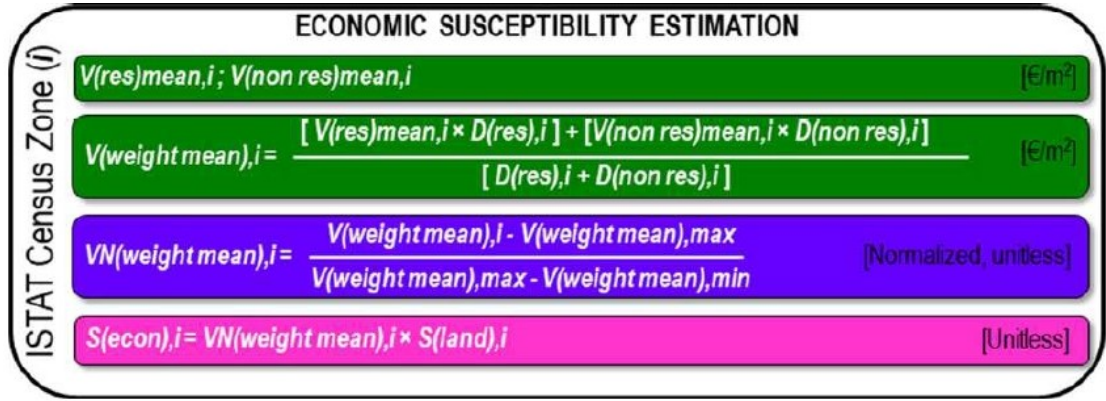 ECONOMIC SUSCEPTIBILITY ESTIMATION
ISTAT Census Zone (i)
V(res)mean,i ; V(non res)mean,i [€/m²]
[ V(res)mean,i × D(res),i ] + [V(non res)mean,i × D(non res),i ]
V(weight mean),i = [€/m²]
[ D(res),i + D(non res),i ]
V(weight mean),i - V(weight mean),max
VN(weight mean),i = [Normalized, unitless]
V(weight mean),max - V(weight mean),min
S(econ),i = VN(weight mean),i × S(land),i [Unitless]